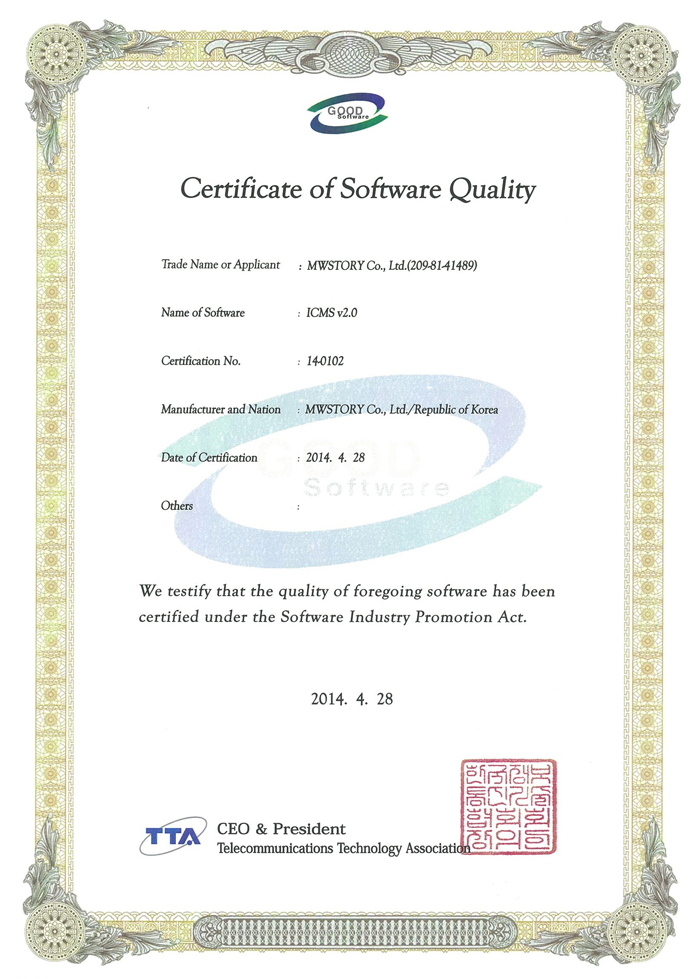 GOOD
Software
Certificate of Software Quality
Trade Name or Applicant : MWSTORY Co., Ltd.(209-81-41489)
Name of Software : ICMS v2.0
Certification No. : 14-0102
Manufacturer and Nation : MWSTORY Co., Ltd./Republic of Korea
Date of Certification : 2014. 4. 28
Others :
GOOD
Software
We testify that the quality of foregoing software has been
certified under the Software Industry Promotion Act.
2014. 4. 28
TTA
CEO & President
Telecommunications Technology Association